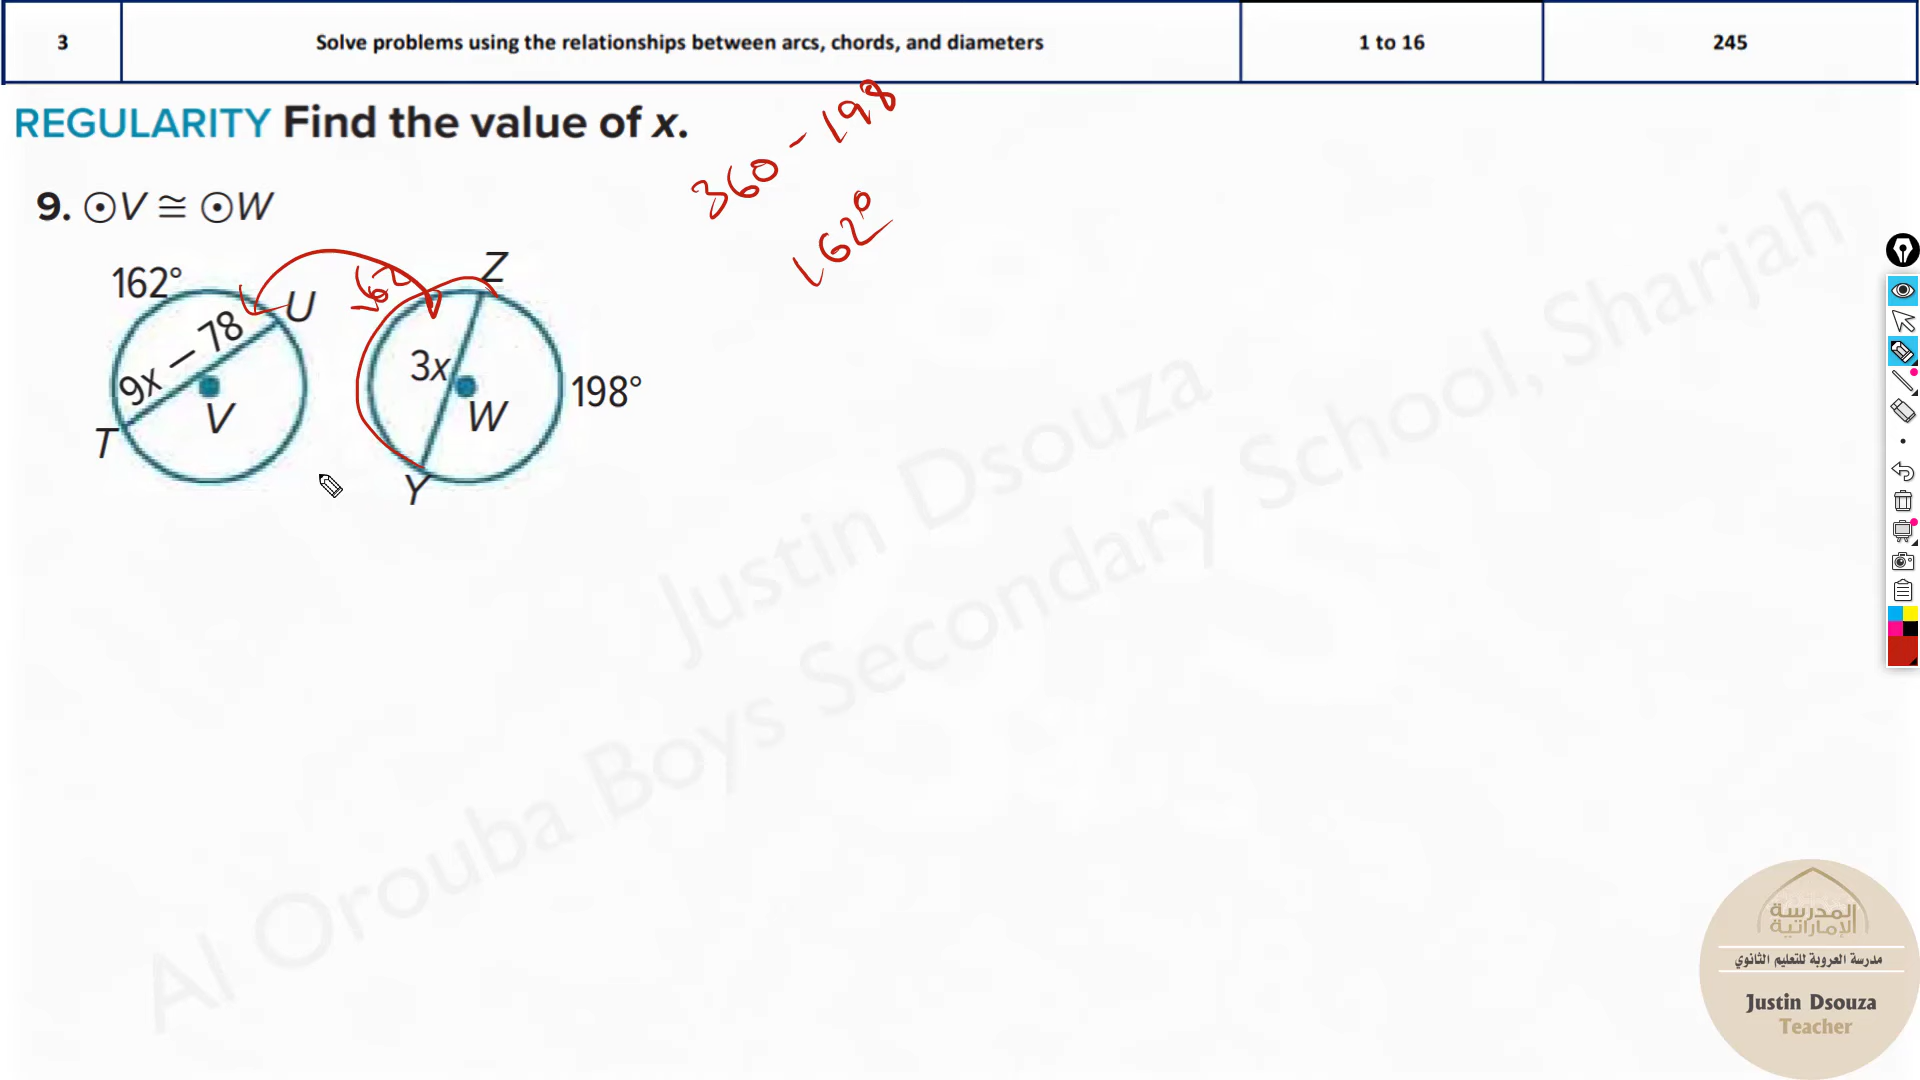 3 Solve problems using the relationships between arcs, chords, and diameters 1 to 16 245
REGULARITY Find the value of x.
360 - 198
162°
9. ⊙V ≅ ⊙W
162°
U
9x − 78
V
T
162
Z
3x
W
198°
Y
Justin Dsouza
Al Orouba Boys Secondary School, Sharjah
المدرسة
الإماراتية
مدرسة العروبة للتعليم الثانوي
Justin Dsouza
Teacher